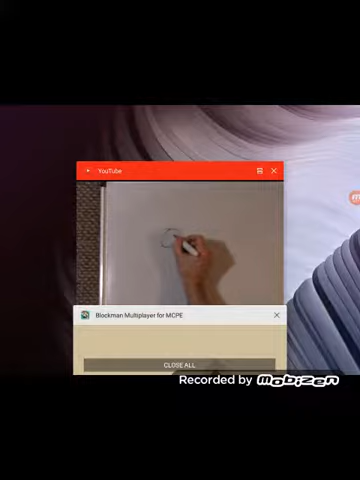 YouTube
Blockman Multiplayer for MCPE
CLOSE ALL
Recorded by mobizen